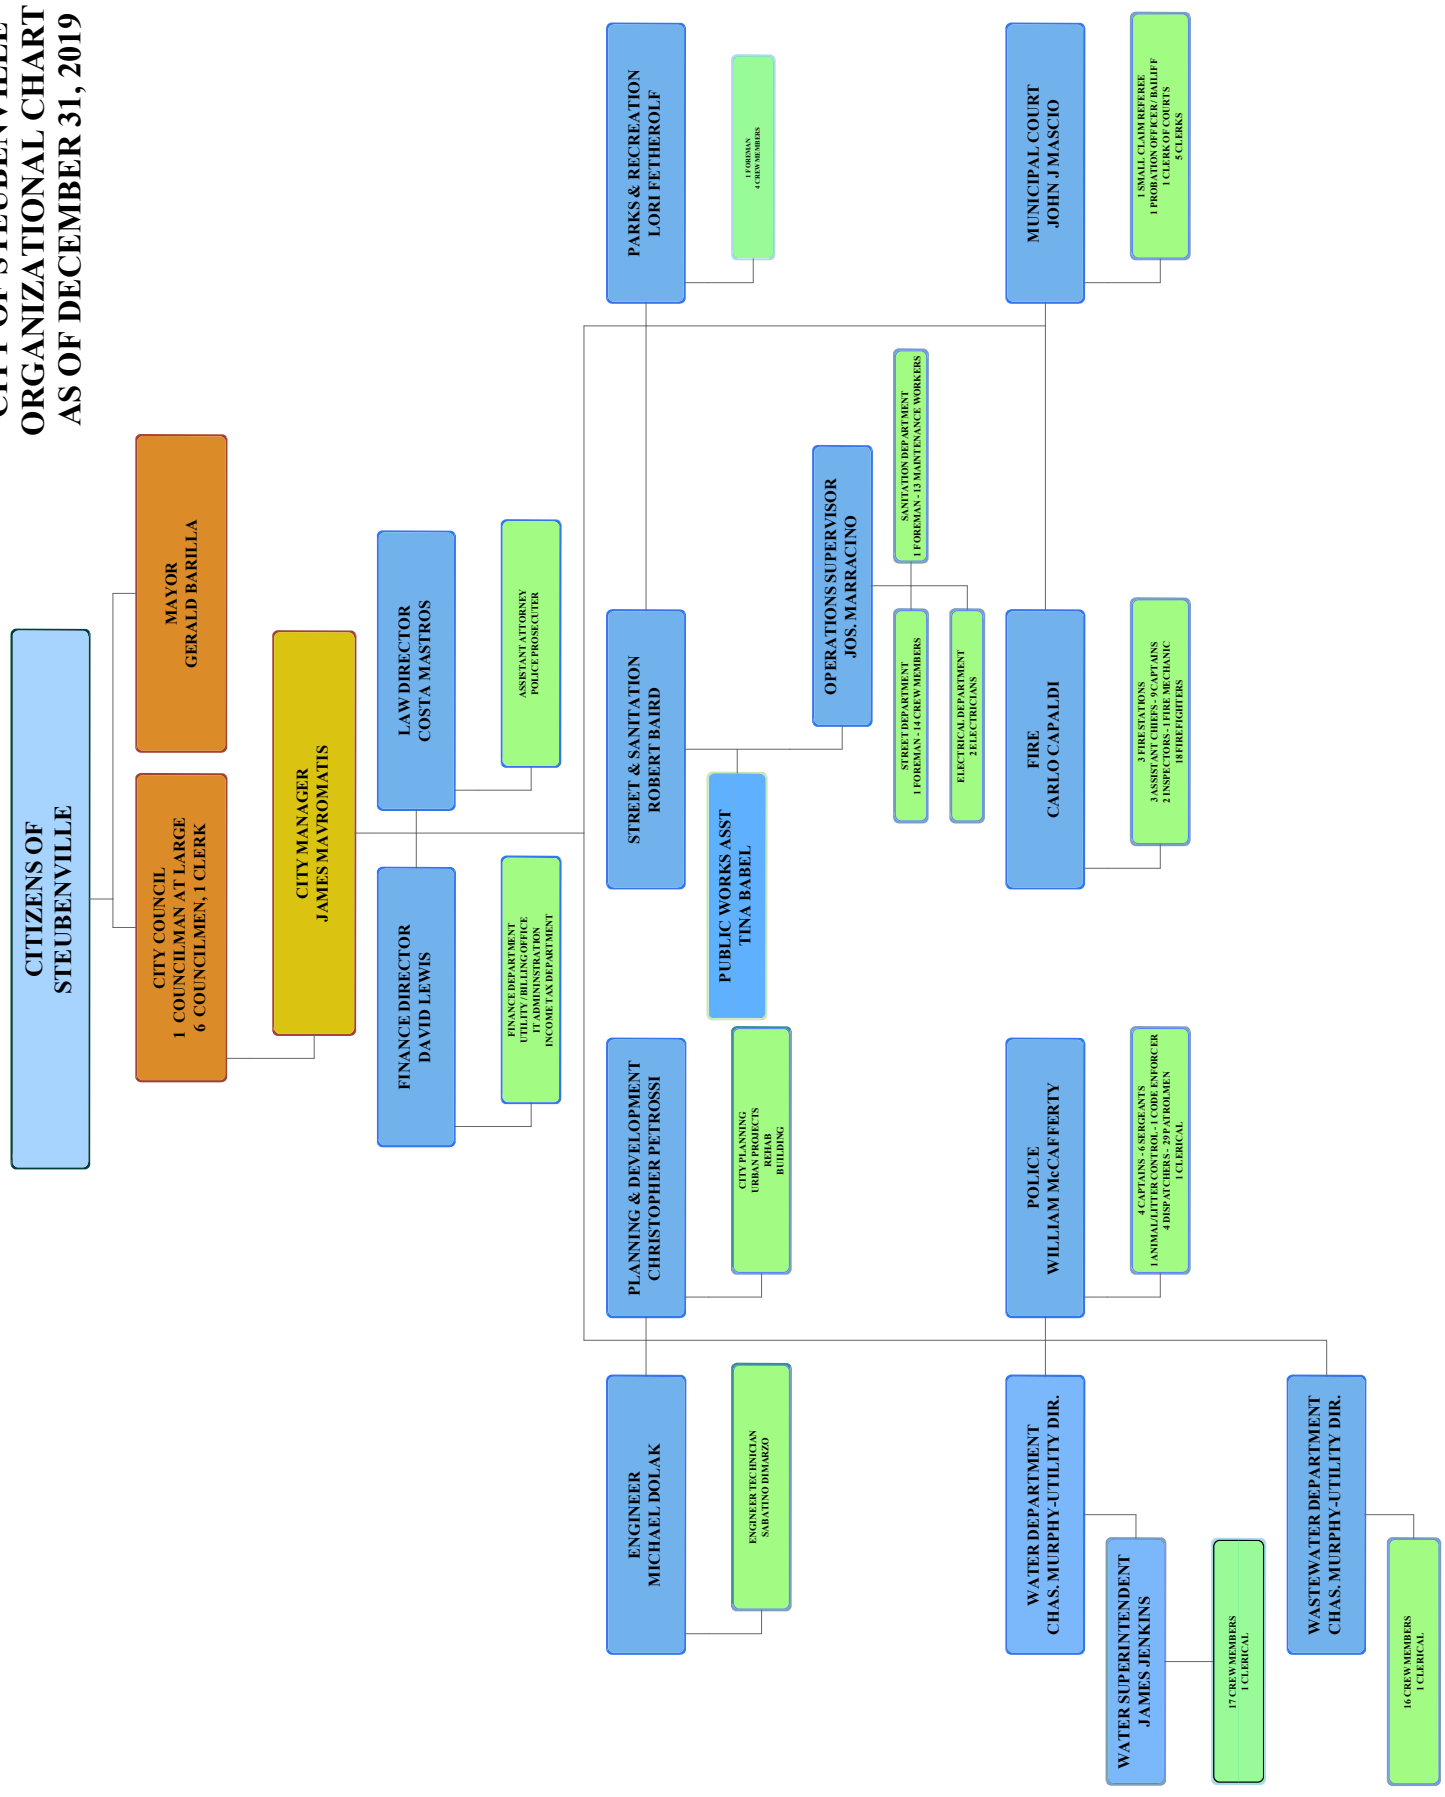 CITY OF STEUBENVILLE
ORGANIZATIONAL CHART
AS OF DECEMBER 31, 2019
CITIZENS OF
STEUBENVILLE
CITY COUNCIL
1 COUNCILMAN AT LARGE
6 COUNCILMEN, 1 CLERK
MAYOR
GERALD BARILLA
CITY MANAGER
JAMES MAVROMATIS
FINANCE DIRECTOR
DAVID LEWIS
LAW DIRECTOR
COSTA MASTROS
FINANCE DEPARTMENT
UTILITY / BILLING OFFICE
IT ADMININSTRATION
INCOME TAX DEPARTMENT
ASSISTANT ATTORNEY
POLICE PROSECUTER
ENGINEER
MICHAEL DOLAK
PLANNING & DEVELOPMENT
CHRISTOPHER PETROSSI
STREET & SANITATION
ROBERT BAIRD
PARKS & RECREATION
LORI FETHEROLF
ENGINEER TECHNICIAN
SABATINO DIMARZO
CITY PLANNING
URBAN PROJECTS
REHAB
BUILDING
PUBLIC WORKS ASST
TINA BABEL
1 FOREMAN
4 CREW MEMBERS
OPERATIONS SUPERVISOR
JOS. MARRACINO
STREET DEPARTMENT
1 FOREMAN - 14 CREW MEMBERS
SANITATION DEPARTMENT
1 FOREMAN - 13 MAINTENANCE WORKERS
ELECTRICAL DEPARTMENT
2 ELECTRICIANS
WATER DEPARTMENT
CHAS. MURPHY-UTILITY DIR.
POLICE
WILLIAM McCAFFERTY
FIRE
CARLO CAPALDI
MUNICIPAL COURT
JOHN J MASCIO
WATER SUPERINTENDENT
JAMES JENKINS
4 CAPTAINS - 6 SERGEANTS
1 ANIMAL/LITTER CONTROL - 1 CODE ENFORCER
4 DISPATCHERS - 29 PATROLMEN
1 CLERICAL
3 FIRE STATIONS
3 ASSISTANT CHIEFS - 9 CAPTAINS
2 INSPECTORS - 1 FIRE MECHANIC
18 FIREFIGHTERS
1 SMALL CLAIM REFEREE
1 PROBATION OFFICER / BAILIFF
1 CLERK OF COURTS
5 CLERKS
17 CREW MEMBERS
1 CLERICAL
WASTEWATER DEPARTMENT
CHAS. MURPHY-UTILITY DIR.
16 CREW MEMBERS
1 CLERICAL